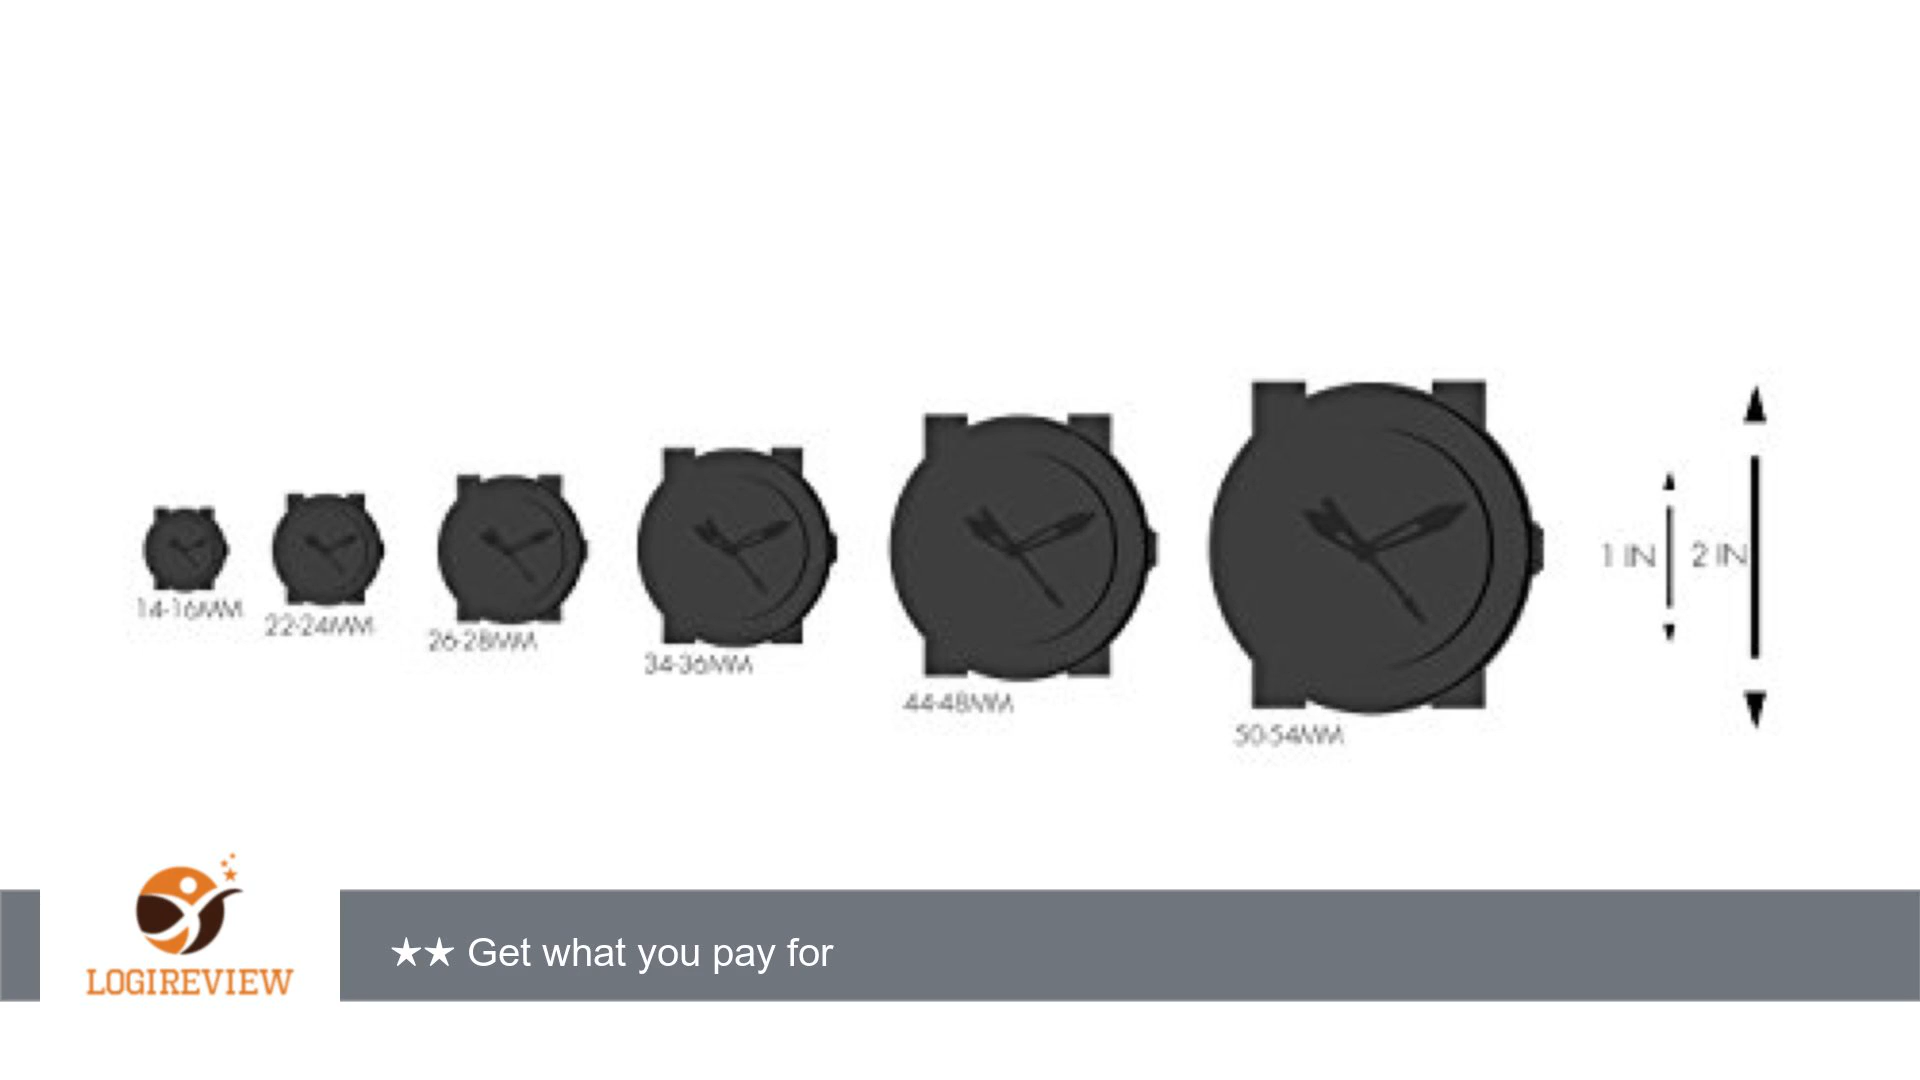 14-16MM
22-24MM
26-28MM
34-36MM
44-48MM
50-54MM
1 IN
2 IN
LOGIREVIEW
★★ Get what you pay for